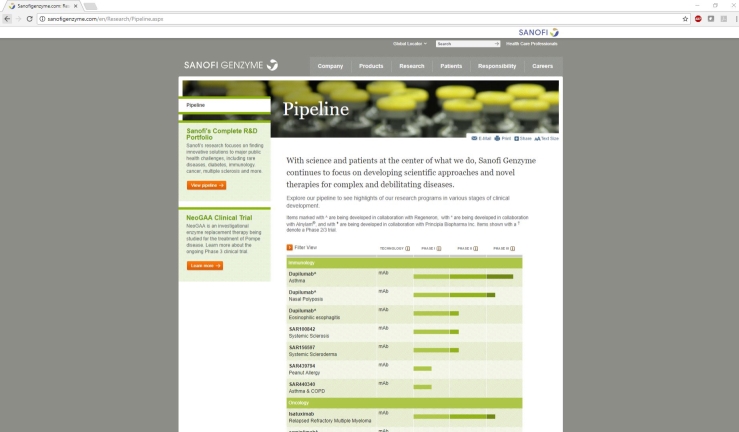 Sanofigenzyme.com: Re
sanofigenzyme.com/en/Research/Pipeline.aspx
SANOFI
Global Locator
Search
Health Care Professionals
SANOFI GENZYME
Company Products Research Patients Responsibility Careers
Pipeline
Pipeline
E-Mail Print Share AA Text Size
Sanofi's Complete R&D
Portfolio
Sanofi's research focuses on finding
innovative solutions to major public
health challenges, including rare
diseases, diabetes, immunology,
cancer, multiple sclerosis and more.
View pipeline →
NeoGAA Clinical Trial
NeoGAA is an investigational
enzyme replacement therapy being
studied for the treatment of Pompe
disease. Learn more about the
ongoing Phase 3 clinical trial.
Learn more →
With science and patients at the center of what we do, Sanofi Genzyme
continues to focus on developing scientific approaches and novel
therapies for complex and debilitating diseases.
Explore our pipeline to see highlights of our research programs in various stages of clinical
development.
Items marked with ^ are being developed in collaboration with Regeneron, with * are being developed in collaboration
with Alnylam®, and with are being developed in collaboration with Principia Biopharma Inc. Items shown with a †
denote a Phase 2/3 trial.
Filter View TECHNOLOGY PHASE I PHASE II PHASE III
Immunology
Dupilumab^ mAb
Asthma
Dupilumab^ mAb
Nasal Polyposis
Dupilumab^ mAb
Eosinophilic esophagitis
SAR100842 mAb
Systemic Sclerosis
SAR156597 mAb
Systemic Scleroderma
SAR439794 mAb
Peanut Allergy
SAR440340 mAb
Asthma & COPD
Oncology
Isatuximab mAb
Relapsed Refractory Multiple Myeloma
mAb